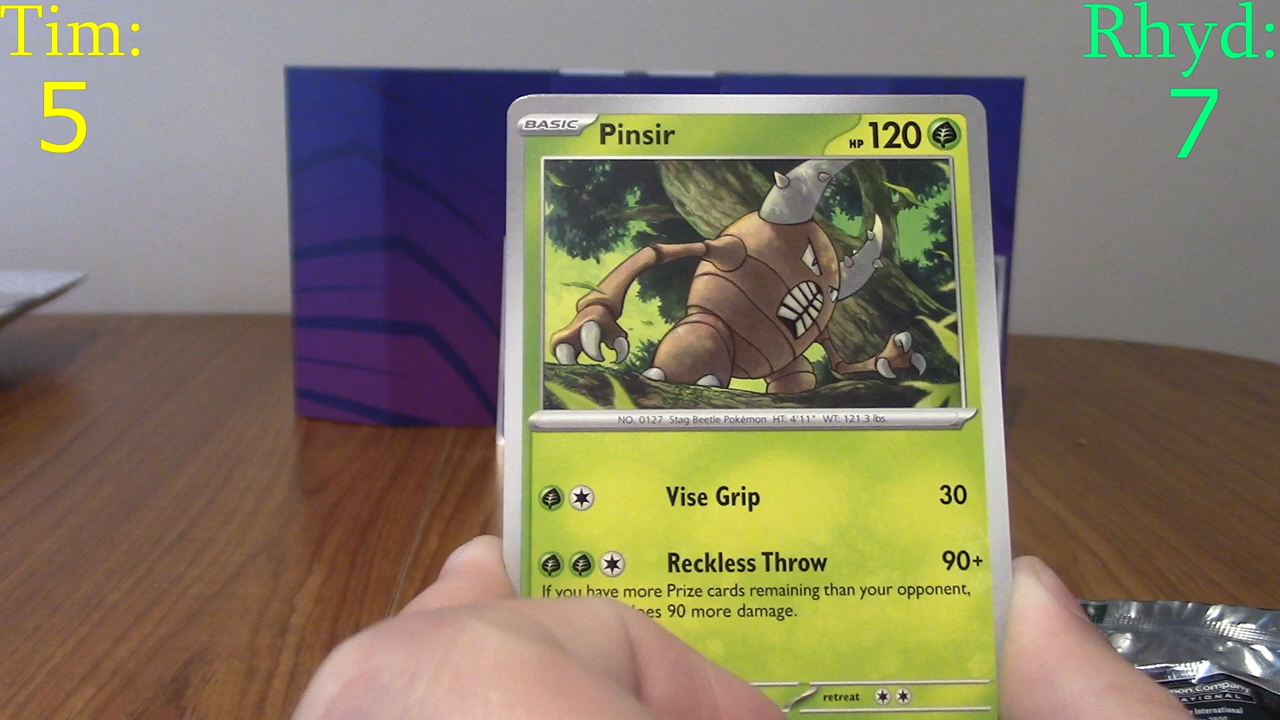 Tim:
5
Rhyd:
7
BASIC Pinsir HP 120
NO. 0127 Stag Beetle Pokémon HT: 4'11" WT: 121.3 lbs.
Vise Grip 30
Reckless Throw 90+
If you have more Prize cards remaining than your opponent,
90 more damage.
retreat
Company
International